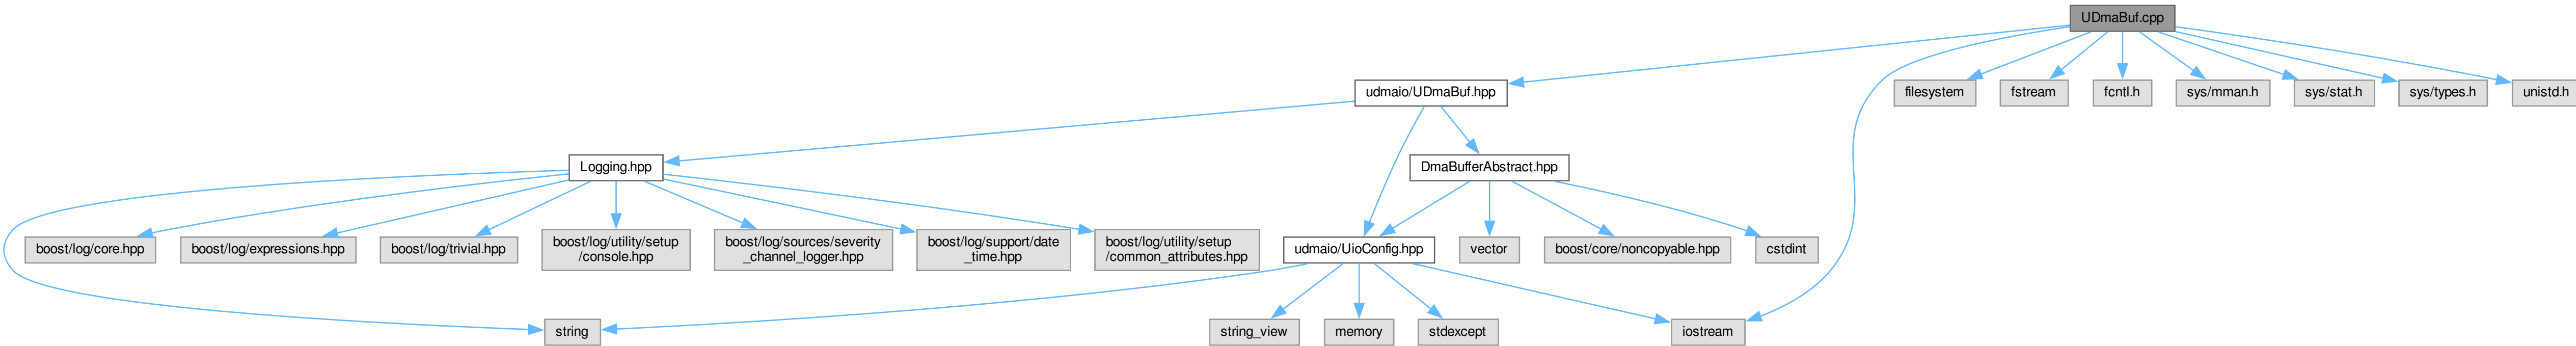 UDmaBuf.cpp
udmaio/UDmaBuf.hpp
filesystem
fstream
fcntl.h
sys/mman.h
sys/stat.h
sys/types.h
unistd.h
Logging.hpp
DmaBufferAbstract.hpp
boost/log/core.hpp
boost/log/expressions.hpp
boost/log/trivial.hpp
boost/log/utility/setup
/console.hpp
boost/log/sources/severity
_channel_logger.hpp
boost/log/support/date
_time.hpp
boost/log/utility/setup
/common_attributes.hpp
udmaio/UioConfig.hpp
vector
boost/core/noncopyable.hpp
cstdint
string
string_view
memory
stdexcept
iostream